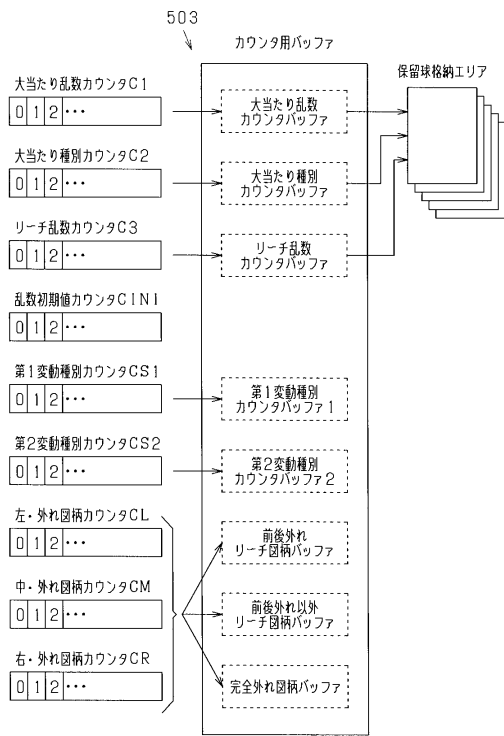 503
カウンタ用バッファ
保留球格納エリア
大当たり乱数カウンタC1
0 1 2 ･･･
大当たり乱数
カウンタバッファ
大当たり種別カウンタC2
0 1 2 ･･･
大当たり種別
カウンタバッファ
リーチ乱数カウンタC3
0 1 2 ･･･
リーチ乱数
カウンタバッファ
乱数初期値カウンタCINI
0 1 2 ･･･
第1変動種別カウンタCS1
0 1 2 ･･･
第1変動種別
カウンタバッファ1
第2変動種別カウンタCS2
0 1 2 ･･･
第2変動種別
カウンタバッファ2
左・外れ図柄カウンタCL
0 1 2 ･･･
前後外れ
リーチ図柄バッファ
中・外れ図柄カウンタCM
0 1 2 ･･･
前後外れ以外
リーチ図柄バッファ
右・外れ図柄カウンタCR
0 1 2 ･･･
完全外れ図柄バッファ